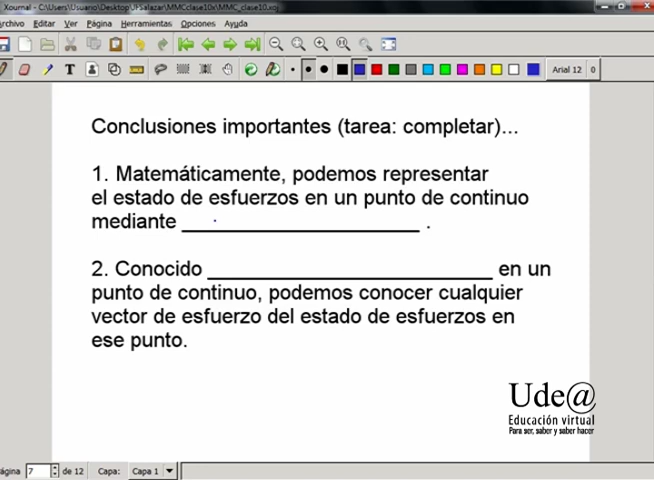 Xournal - C:\Users\Usuario\Desktop\JFSalazar\MMCclase10x\MMC_clase10.xoj
Archivo Editar Ver Página Herramientas Opciones Ayuda
T
Arial 12 0
Conclusiones importantes (tarea: completar)...
1. Matemáticamente, podemos representar
el estado de esfuerzos en un punto de continuo
mediante ____________________ .
2. Conocido ________________________ en un
punto de continuo, podemos conocer cualquier
vector de esfuerzo del estado de esfuerzos en
ese punto.
Ude@
Educación virtual
Para ser, saber y saber hacer
Página 7 de 12 Capa: Capa 1